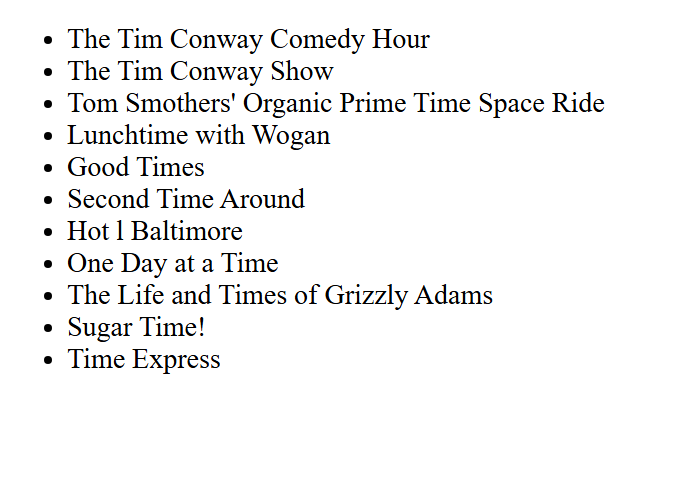 The Tim Conway Comedy Hour
The Tim Conway Show
Tom Smothers' Organic Prime Time Space Ride
Lunchtime with Wogan
Good Times
Second Time Around
Hot l Baltimore
One Day at a Time
The Life and Times of Grizzly Adams
Sugar Time!
Time Express